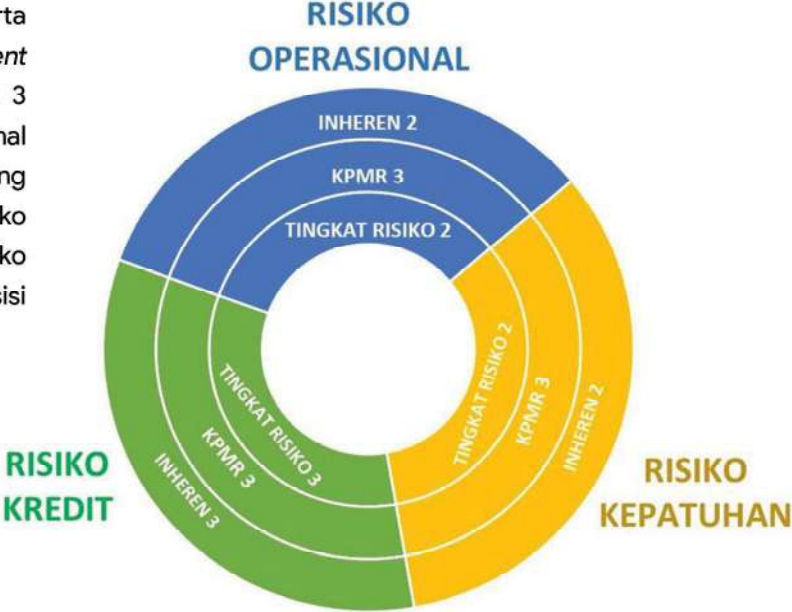 rta
ent
3
nal
ng
ko
ko
sisi
RISIKO
OPERASIONAL
INHEREN 2
KPMR 3
TINGKAT RISIKO 2
TINGKAT RISIKO 2
KPMR 3
INHEREN 2
TINGKAT RISIKO 3
KPMR 3
INHEREN 3
RISIKO
KREDIT
RISIKO
KEPATUHAN